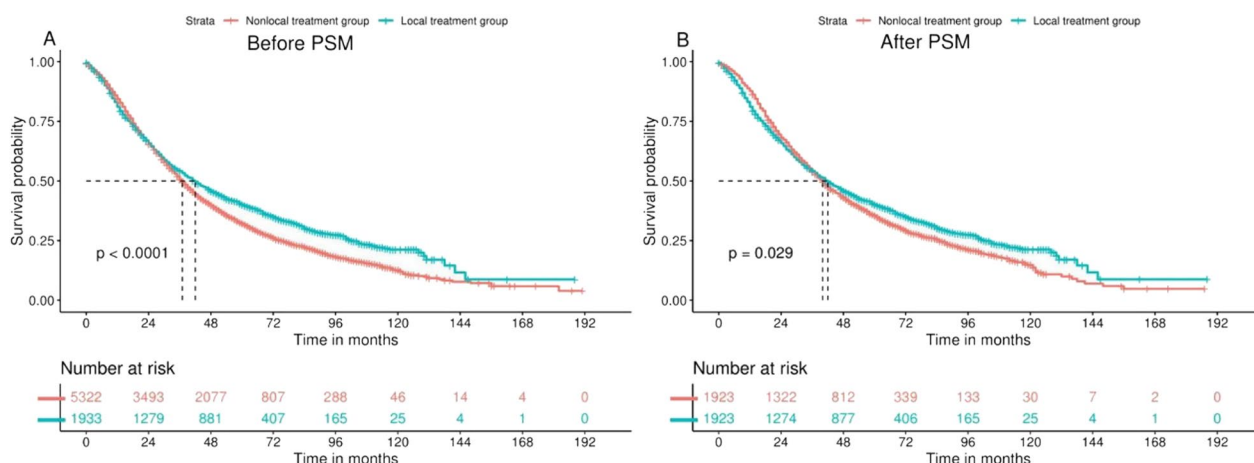 Strata Nonlocal treatment group Local treatment group
A Before PSM
Survival probability
1.00
0.75
0.50
0.25
0.00
p < 0.0001
0 24 48 72 96 120 144 168 192
Time in months
Number at risk
5322 3493 2077 807 288 46 14 4 0
1933 1279 881 407 165 25 4 1 0
0 24 48 72 96 120 144 168 192
Time in months
Strata Nonlocal treatment group Local treatment group
B After PSM
Survival probability
1.00
0.75
0.50
0.25
0.00
p = 0.029
0 24 48 72 96 120 144 168 192
Time in months
Number at risk
1923 1322 812 339 133 30 7 2 0
1923 1274 877 406 165 25 4 1 0
0 24 48 72 96 120 144 168 192
Time in months